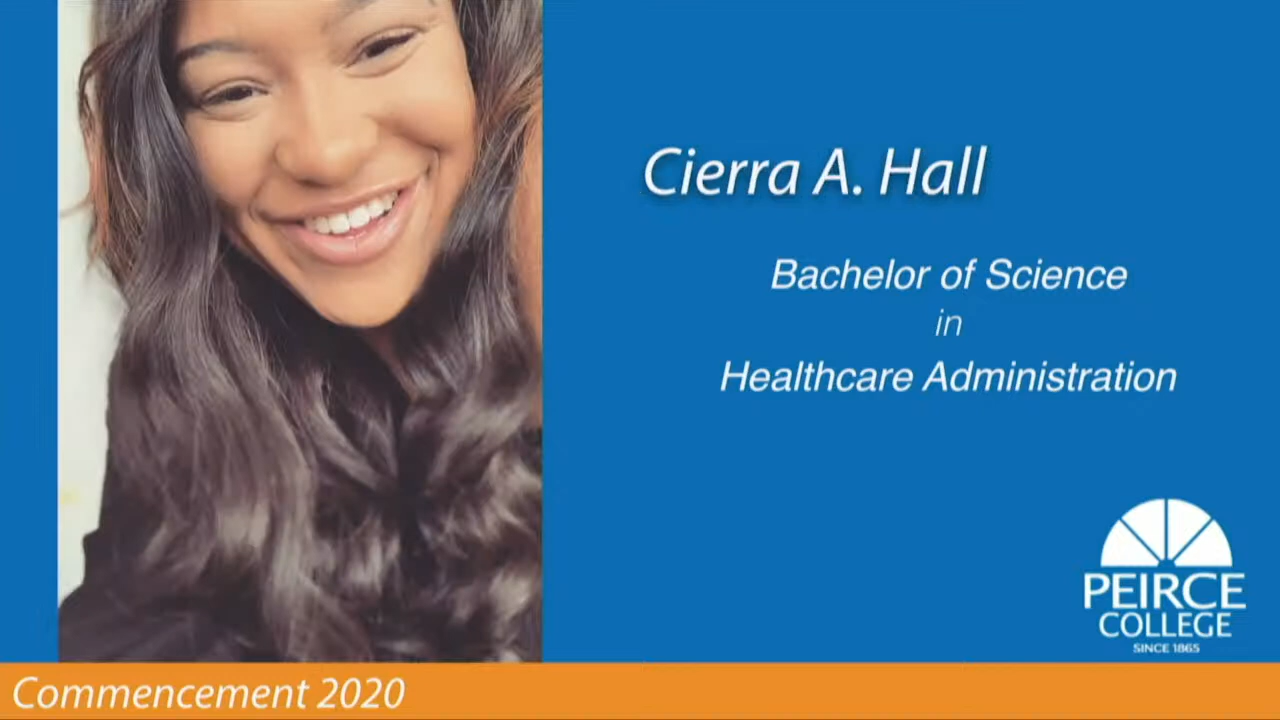 Cierra A. Hall
Bachelor of Science
in
Healthcare Administration
PEIRCE
COLLEGE
SINCE 1865
Commencement 2020